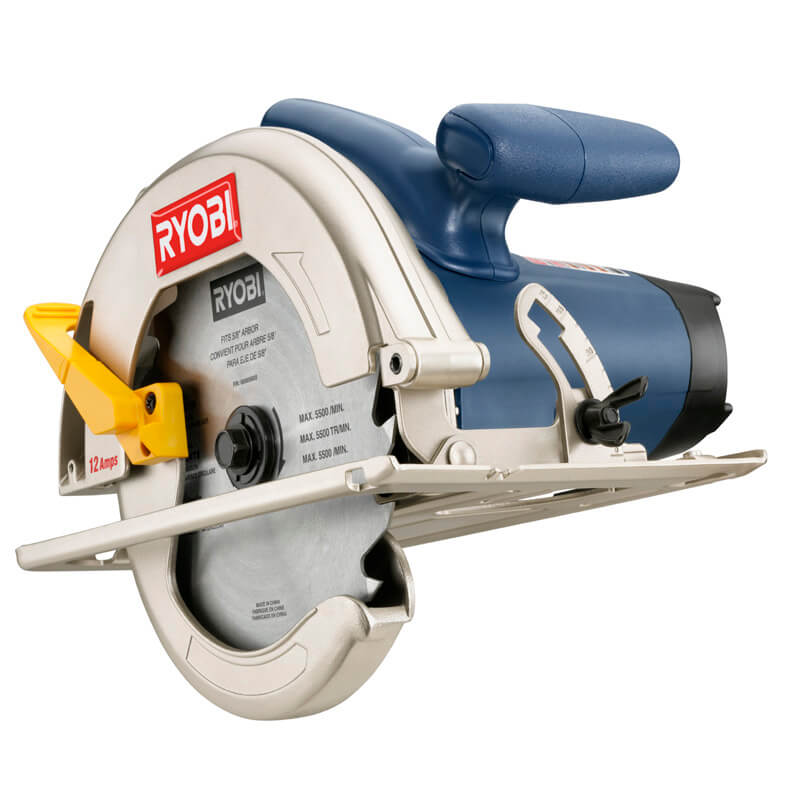 RYOBI
RYOBI
FITS 5/8" ARBOR
CONVIENT POUR ARBRE 5/8"
PARA EJE DE 5/8"
MAX. 5500 /MIN.
MAX. 5500 TR/MIN.
MAX. 5500 /MIN.
12 Amps
MADE IN CHINA
FABRIQUÉ EN CHINE
FABRICADO EN CHINA